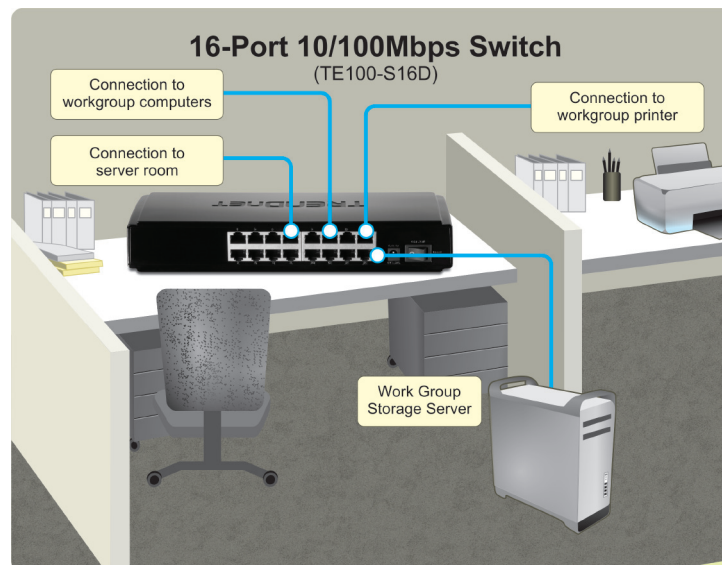 16-Port 10/100Mbps Switch
(TE100-S16D)
Connection to
workgroup computers
Connection to
workgroup printer
Connection to
server room
TRENDnet
Work Group
Storage Server